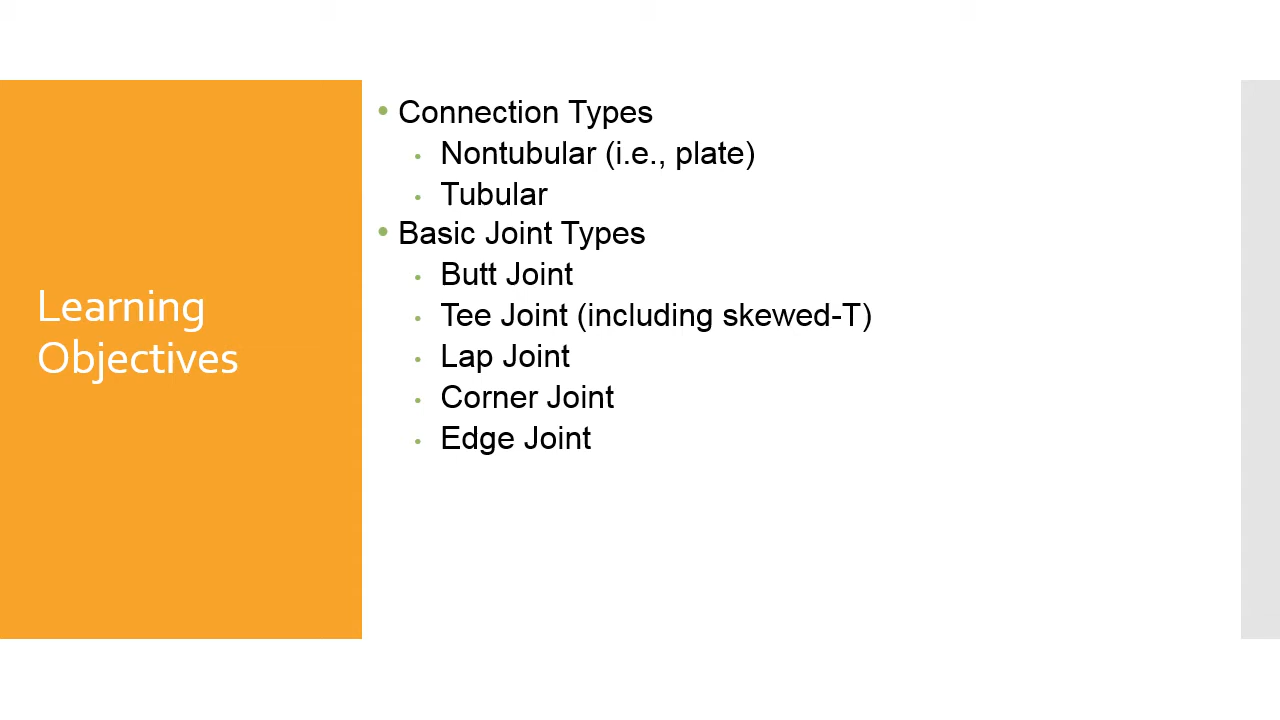 Learning
Objectives
• Connection Types
• Nontubular (i.e., plate)
• Tubular
• Basic Joint Types
• Butt Joint
• Tee Joint (including skewed-T)
• Lap Joint
• Corner Joint
• Edge Joint